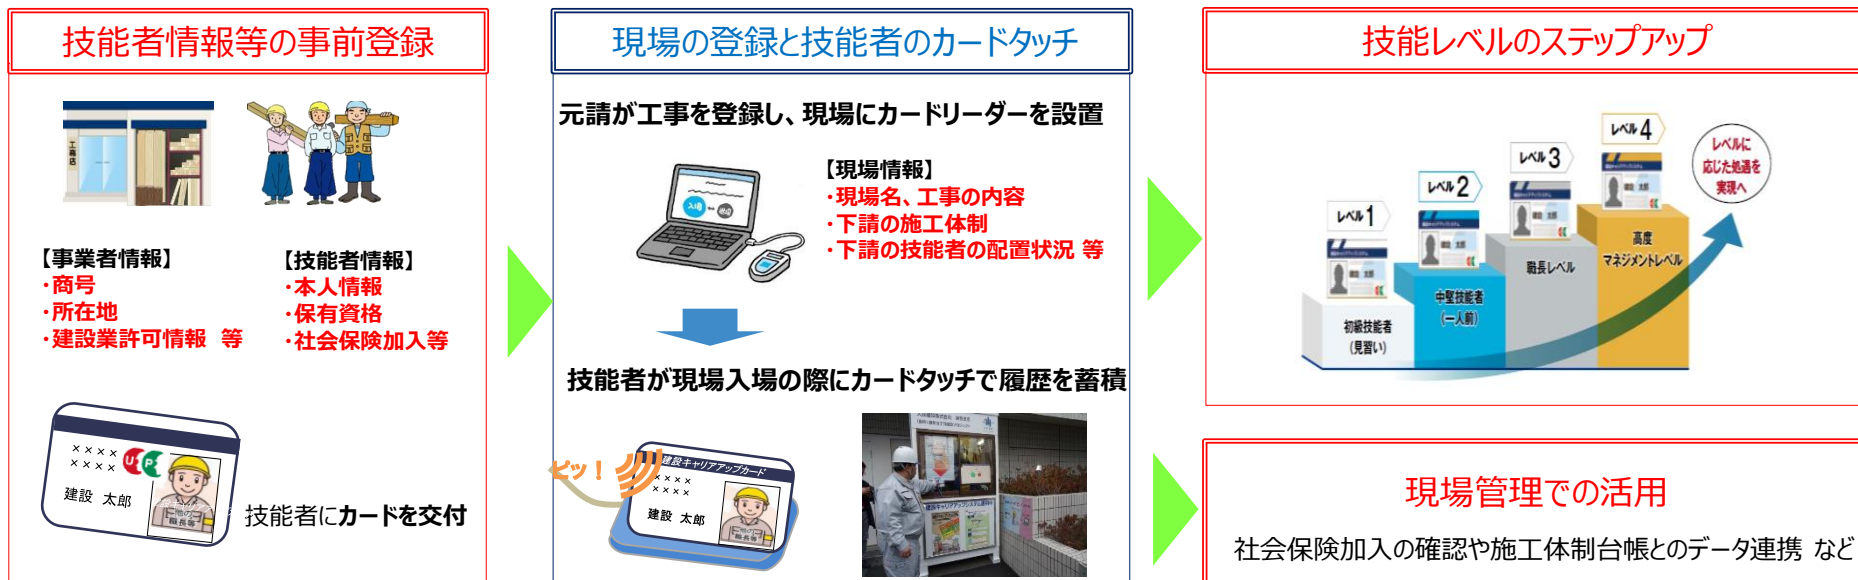 技能者情報等の事前登録
工務店
【事業者情報】
・商号
・所在地
・建設業許可情報 等
【技能者情報】
・本人情報
・保有資格
・社会保険加入等
××××
××××
建設 太郎
技能者にカードを交付
現場の登録と技能者のカードタッチ
元請が工事を登録し、現場にカードリーダーを設置
【現場情報】
・現場名、工事の内容
・下請の施工体制
・下請の技能者の配置状況 等
技能者が現場入場の際にカードタッチで履歴を蓄積
ピッ!
建設キャリアアップカード
××××
××××
建設 太郎
技能レベルのステップアップ
レベル1
レベル2
レベル3
レベル4
レベルに
応じた処遇を
実現へ
初級技能者
(見習い)
中堅技能者
(一人前)
職長レベル
高度
マネジメントレベル
現場管理での活用
社会保険加入の確認や施工体制台帳とのデータ連携 など